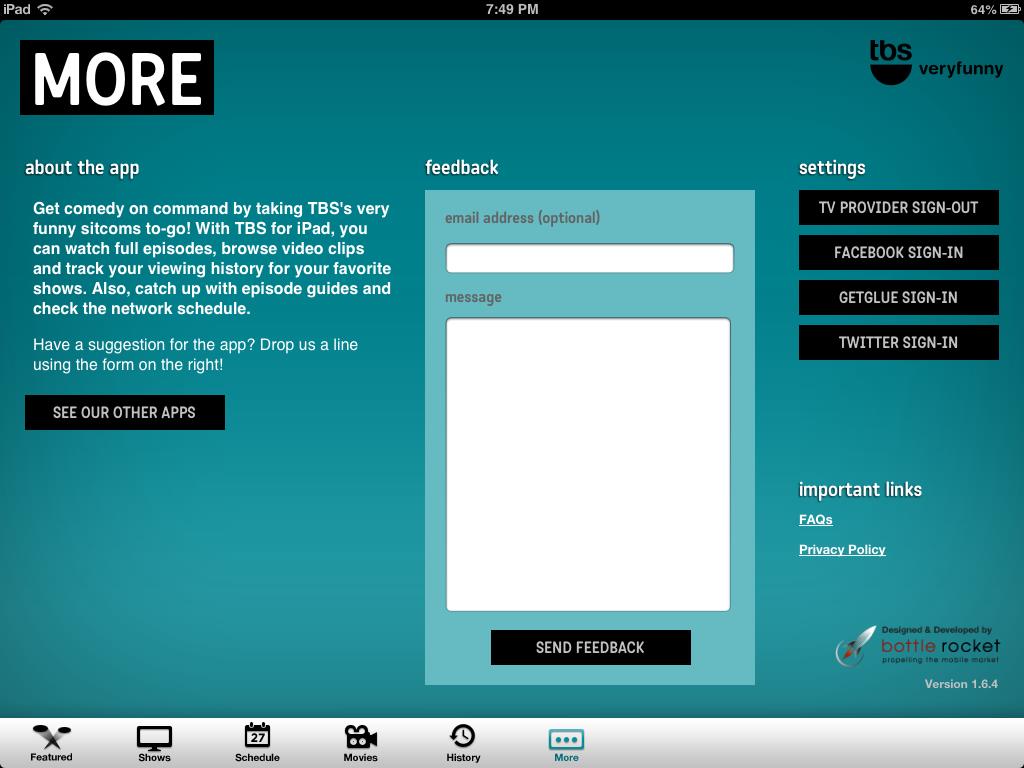 iPad
7:49 PM
64%
MORE
tbs
veryfunny
about the app
Get comedy on command by taking TBS's very
funny sitcoms to-go! With TBS for iPad, you
can watch full episodes, browse video clips
and track your viewing history for your favorite
shows. Also, catch up with episode guides and
check the network schedule.
Have a suggestion for the app? Drop us a line
using the form on the right!
SEE OUR OTHER APPS
feedback
email address (optional)
message
SEND FEEDBACK
settings
TV PROVIDER SIGN-OUT
FACEBOOK SIGN-IN
GETGLUE SIGN-IN
TWITTER SIGN-IN
important links
FAQs
Privacy Policy
Designed & Developed by
bottle rocket
propelling the mobile market
Version 1.6.4
Featured
Shows
27
Schedule
Movies
History
More